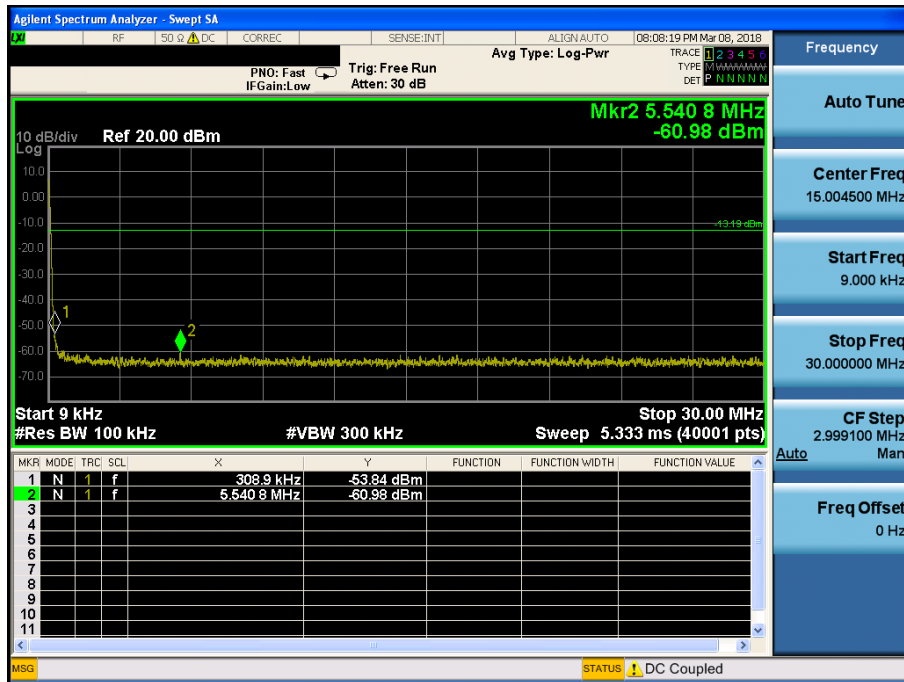 Agilent Spectrum Analyzer - Swept SA
LXI RF 50 Ω DC CORREC SENSE:INT ALIGN AUTO 08:08:19 PM Mar 08, 2018
Frequency
Avg Type: Log-Pwr TRACE 1 2 3 4 5 6
PNO: Fast Trig: Free Run TYPE MWWWWW
IFGain:Low Atten: 30 dB DET P N N N N N
Auto Tune
Mkr2 5.540 8 MHz
10 dB/div Ref 20.00 dBm -60.98 dBm
Log
10.0
0.00
-10.0
-13.19 dBm
-20.0
-30.0
-40.0
-50.0
-60.0
-70.0
1
2
Start 9 kHz Stop 30.00 MHz
#Res BW 100 kHz #VBW 300 kHz Sweep 5.333 ms (40001 pts)
Center Freq
15.004500 MHz
Start Freq
9.000 kHz
Stop Freq
30.000000 MHz
CF Step
2.999100 MHz
Auto Man
Freq Offset
0 Hz
MKR MODE TRC SCL X Y FUNCTION FUNCTION WIDTH FUNCTION VALUE
1 N 1 f 308.9 kHz -53.84 dBm
2 N 1 f 5.540 8 MHz -60.98 dBm
3
4
5
6
7
8
9
10
11
MSG STATUS DC Coupled